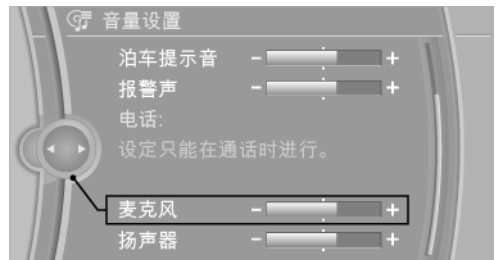 音量设置
泊车提示音 - +
报警声 - +
电话:
设定只能在通话时进行。
麦克风 - +
扬声器 - +